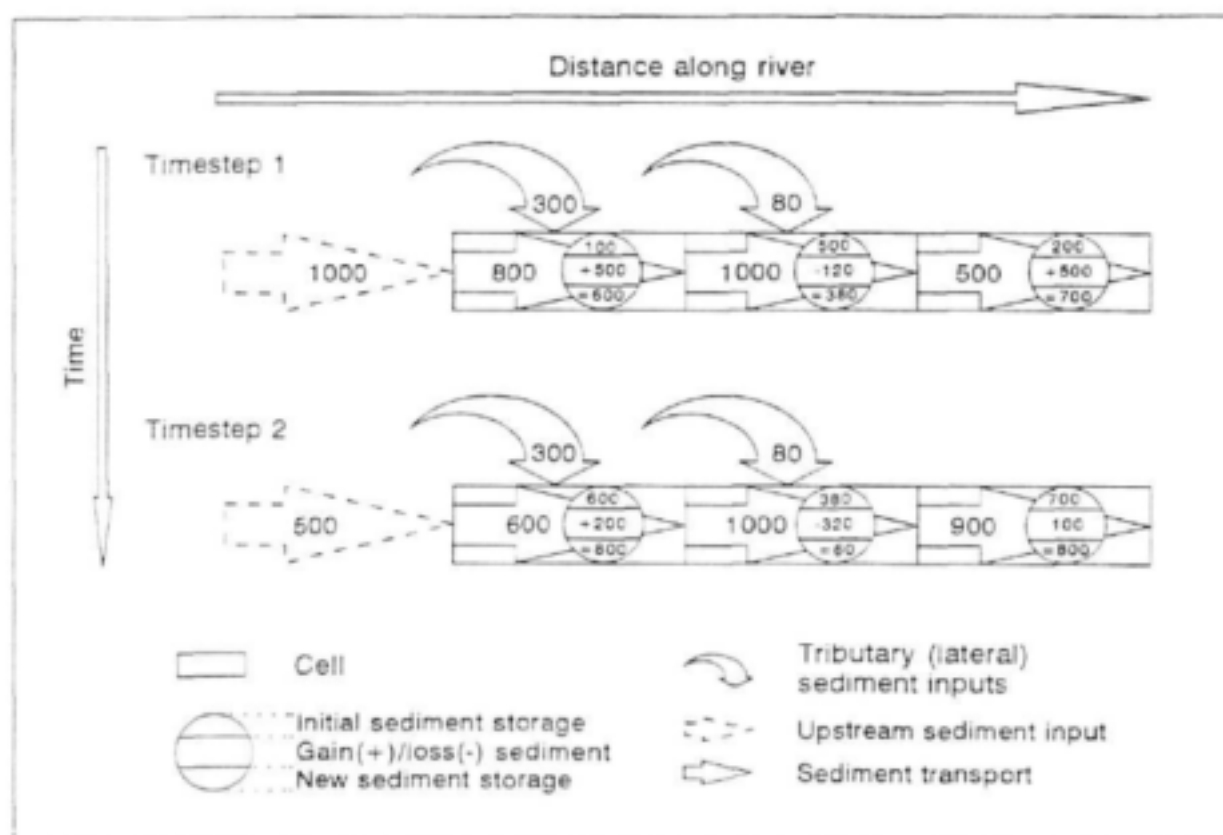 Distance along river
Timestep 1
300
80
1000
800
100
+500
=600
1000
500
-120
=380
500
200
+500
=700
Time
Timestep 2
300
80
500
600
600
+200
=800
1000
380
-320
=60
900
700
100
=800
Cell
Tributary (lateral)
sediment inputs
Initial sediment storage
Gain(+)/loss(-) sediment
New sediment storage
Upstream sediment input
Sediment transport